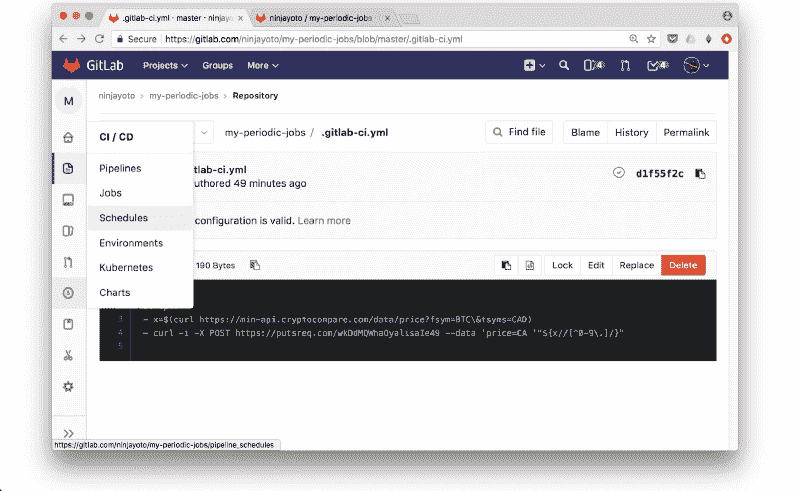 .gitlab-ci.yml · master · ninjayo
ninjayoto / my-periodic-jobs
Secure https://gitlab.com/ninjayoto/my-periodic-jobs/blob/master/.gitlab-ci.yml
GitLab Projects Groups More
ninjayoto > my-periodic-jobs > Repository
M
CI / CD
Pipelines
Jobs
Schedules
Environments
Kubernetes
Charts
my-periodic-jobs / .gitlab-ci.yml
Find file Blame History Permalink
tlab-ci.yml
uthored 49 minutes ago
d1f55f2c
configuration is valid. Learn more
190 Bytes
Lock Edit Replace Delete
3 - x=$(curl https://min-api.cryptocompare.com/data/price?fsym=BTC\&tsyms=CAD)
4 - curl -i -X POST --data 'price=CA '"${x//[^0-9\.]/}"
5
https://gitlab.com/ninjayoto/my-periodic-jobs/pipeline_schedules